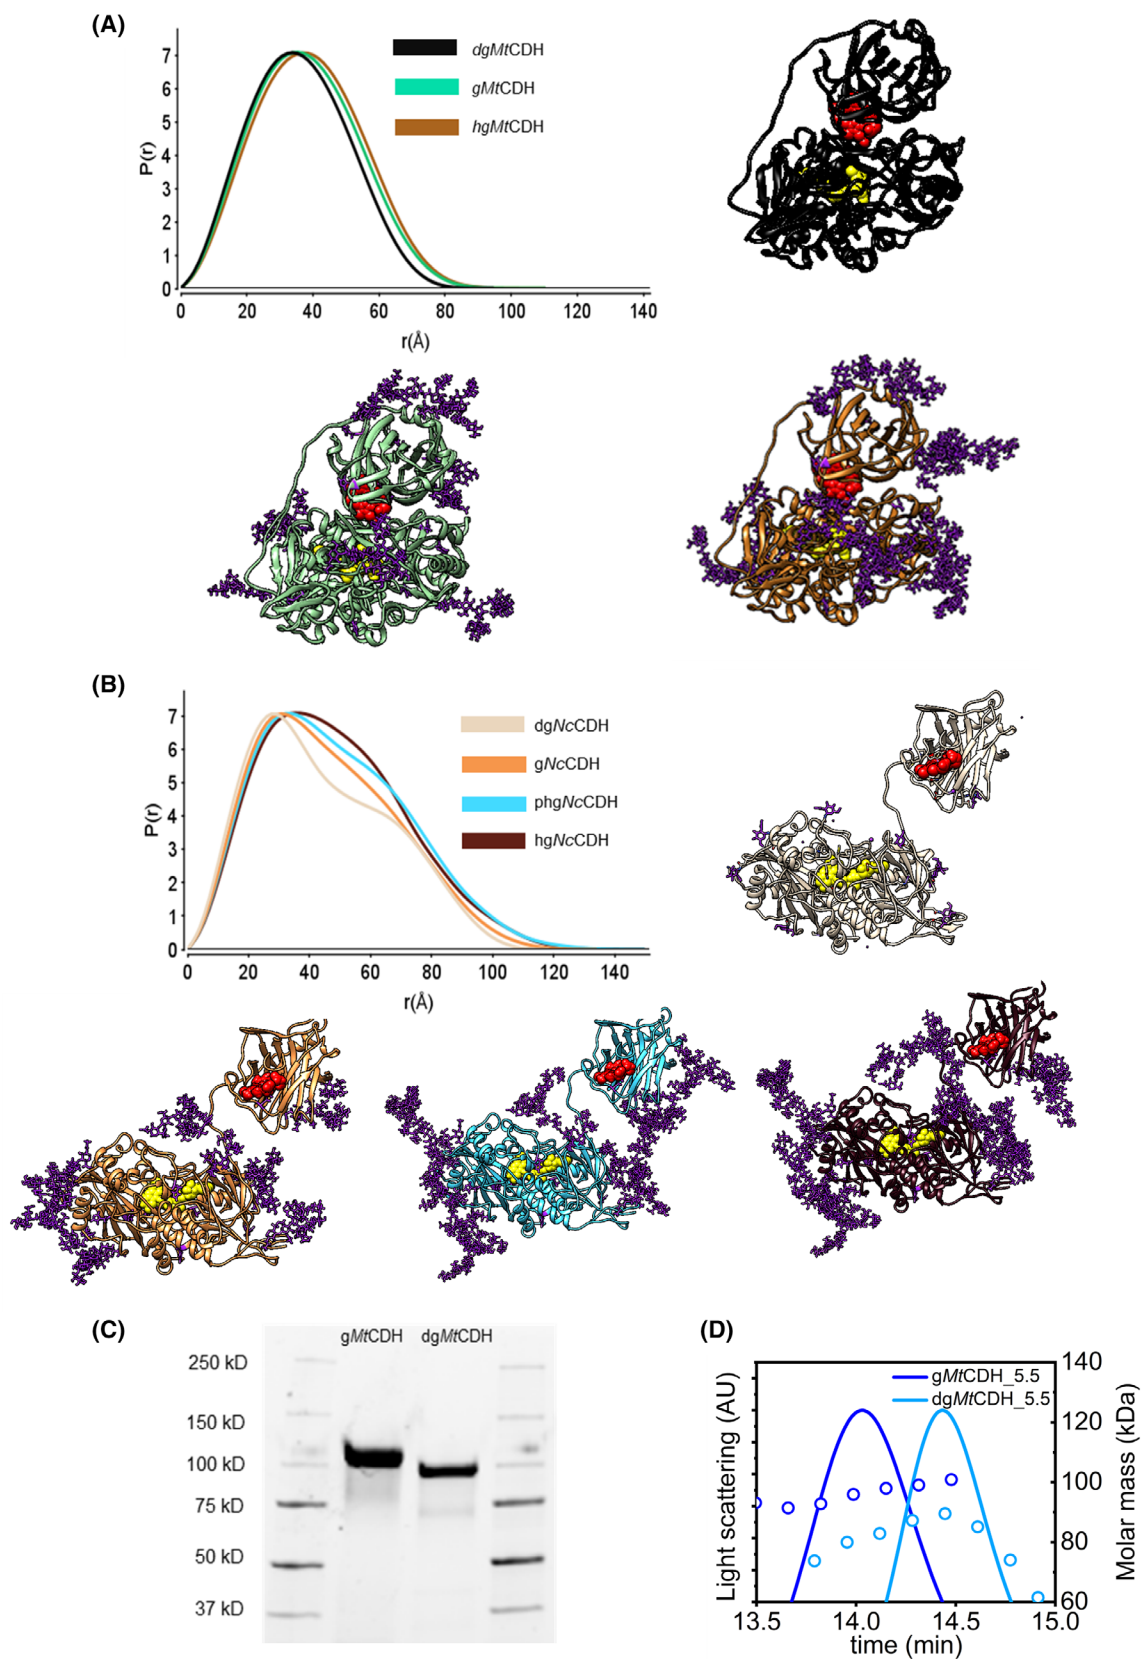 (A)
7
6
5
4
3
2
1
0
P(r)
0 20 40 60 80 100 120 140
r(Å)
dgMtCDH
gMtCDH
hgMtCDH
(B)
7
6
5
4
3
2
1
0
P(r)
0 20 40 60 80 100 120 140
r(Å)
dgNcCDH
gNcCDH
phgNcCDH
hgNcCDH
(C)
gMtCDH dgMtCDH
250 kD
150 kD
100 kD
75 kD
50 kD
37 kD
(D)
gMtCDH_5.5
dgMtCDH_5.5
Light scattering (AU)
140
120
100
80
60
Molar mass (kDa)
13.5 14.0 14.5 15.0
time (min)